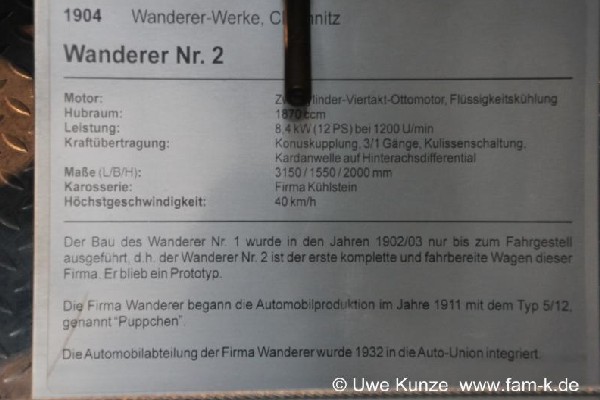 1904 Wanderer-Werke,
Wanderer Nr. 2
Motor: Flüssigkeitskühlung
Hubraum: 1870 ccm
Leistung: 8,4 kW (12 PS) bei 1200 U/min
Kraftübertragung: Konuskupplung, 3/1 Gänge, Kulissenschaltung,
Kardanwelle auf Hinterachsdifferential
Maße (L/B/H): 3150 / 1550 / 2000 mm
Karosserie: Firma Kühlstein
Höchstgeschwindigkeit: 40 km/h
Der Bau des Wanderer Nr. 1 wurde in den Jahren 1902/03 nur bis zum Fahrgestell
ausgeführt, d.h. der Wanderer Nr. 2 ist der erste komplette und fahrbereite Wagen dieser
Firma. Er blieb ein Prototyp.
Die Firma Wanderer begann die Automobilproduktion im Jahre 1911 mit dem Typ 5/12,
genannt "Puppchen".
Die Automobilabteilung der Firma Wanderer wurde 1932 in die Auto-Union integriert.
© Uwe Kunze www.fam-k.de